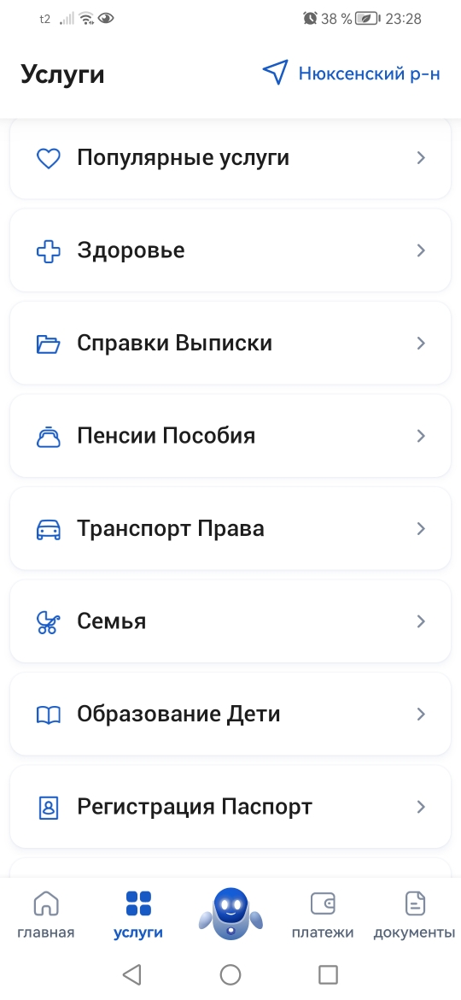 t2 38 % 23:28
Услуги Нюксенский р-н
Популярные услуги
Здоровье
Справки Выписки
Пенсии Пособия
Транспорт Права
Семья
Образование Дети
Регистрация Паспорт
главная услуги платежи документы